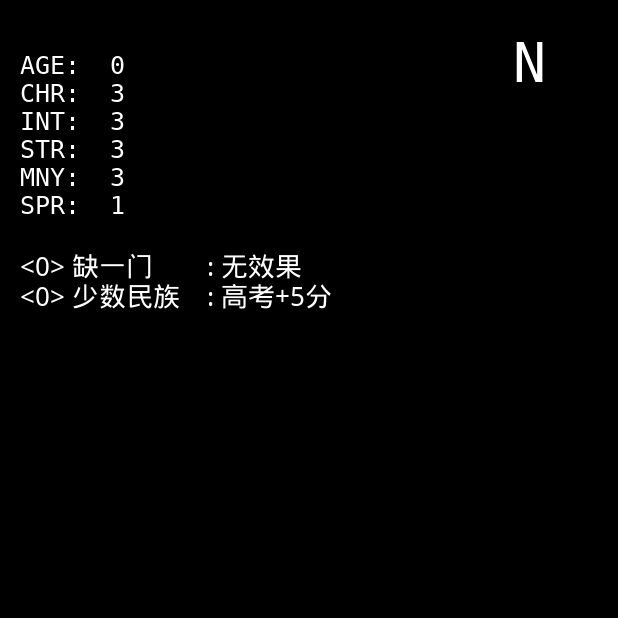 N
AGE: 0
CHR: 3
INT: 3
STR: 3
MNY: 3
SPR: 1
<O> 缺一门 : 无效果
<O> 少数民族 : 高考+5分